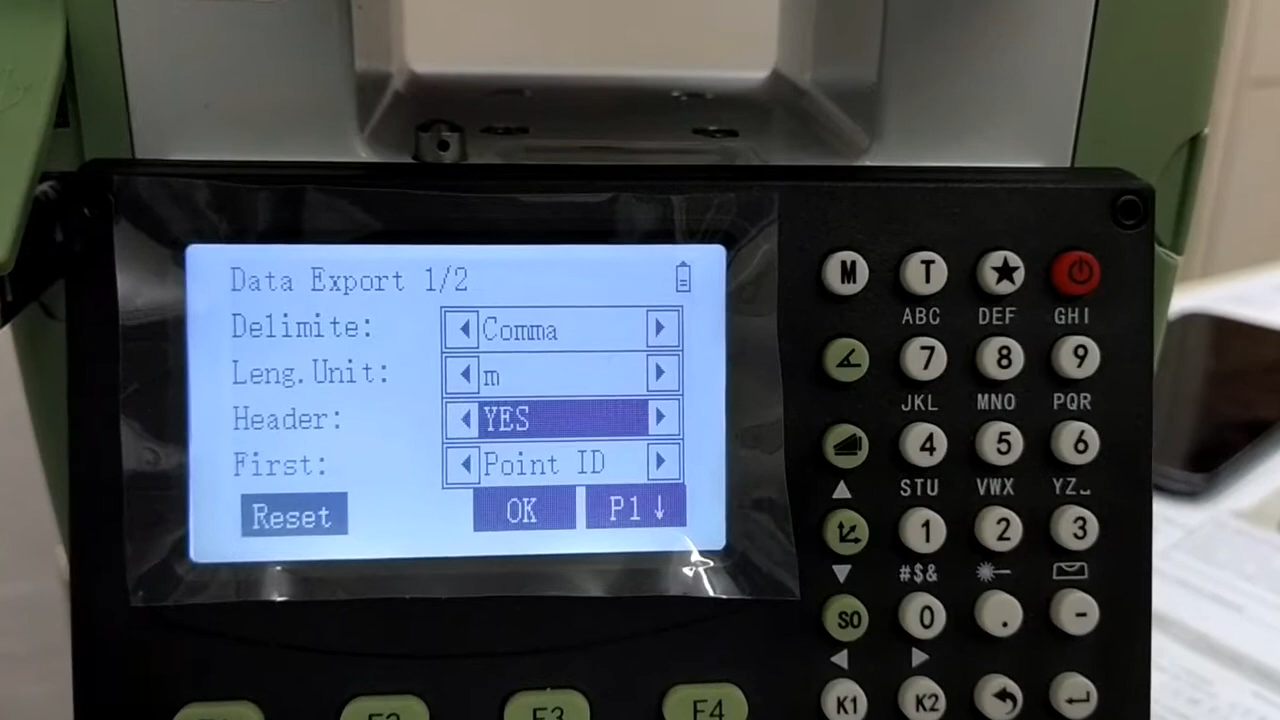 Data Export 1/2
Delimite: Comma
Leng.Unit: m
Header: YES
First: Point ID
Reset OK P1↓
M T ★
ABC DEF GHI
7 8 9
JKL MNO PQR
4 5 6
STU VWX YZ
1 2 3
#$&
SO 0 . -
K1 K2
F2 F3 F4